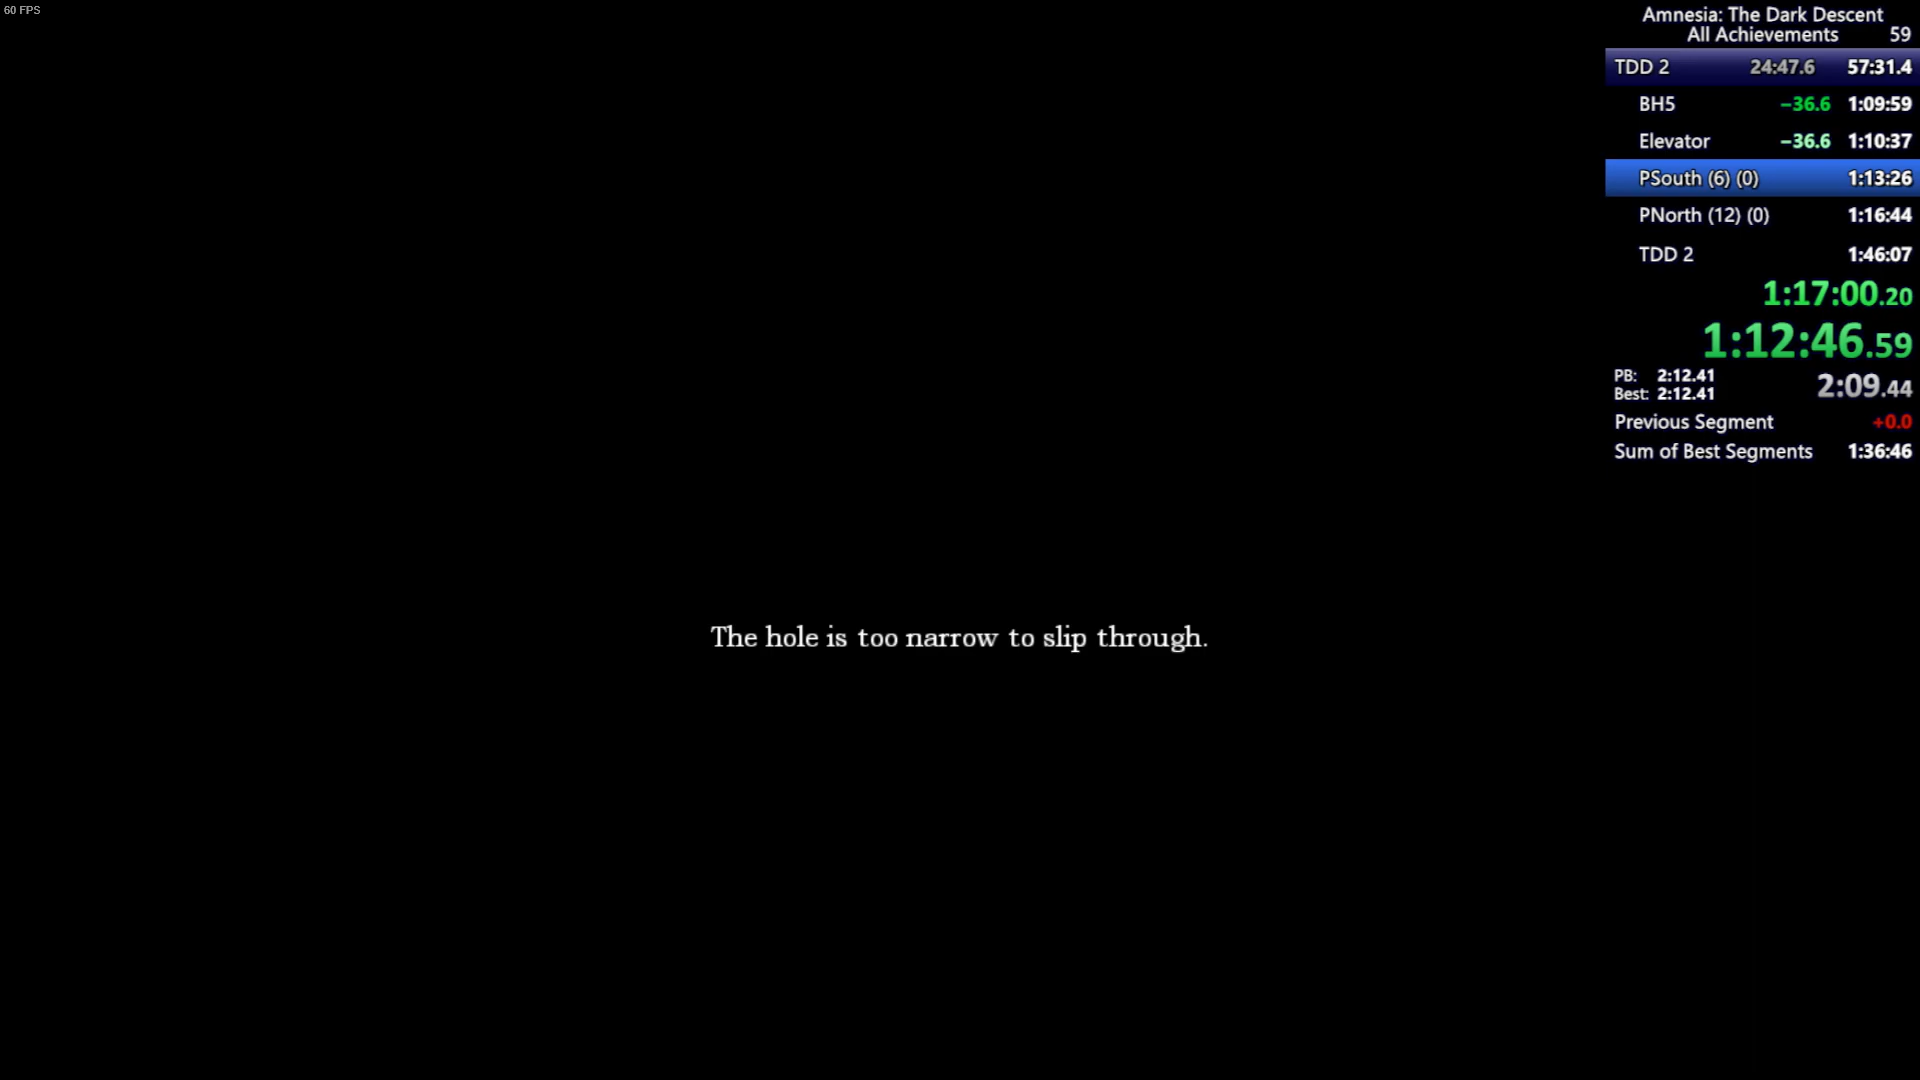 60 FPS
Amnesia: The Dark Descent
All Achievements 59
TDD 2 24:47.6 57:31.4
BH5 −36.6 1:09:59
Elevator −36.6 1:10:37
PSouth (6) (0) 1:13:26
PNorth (12) (0) 1:16:44
TDD 2 1:46:07
1:17:00.20
1:12:46.59
PB: 2:12.41
Best: 2:12.41
2:09.44
Previous Segment +0.0
Sum of Best Segments 1:36:46
The hole is too narrow to slip through.